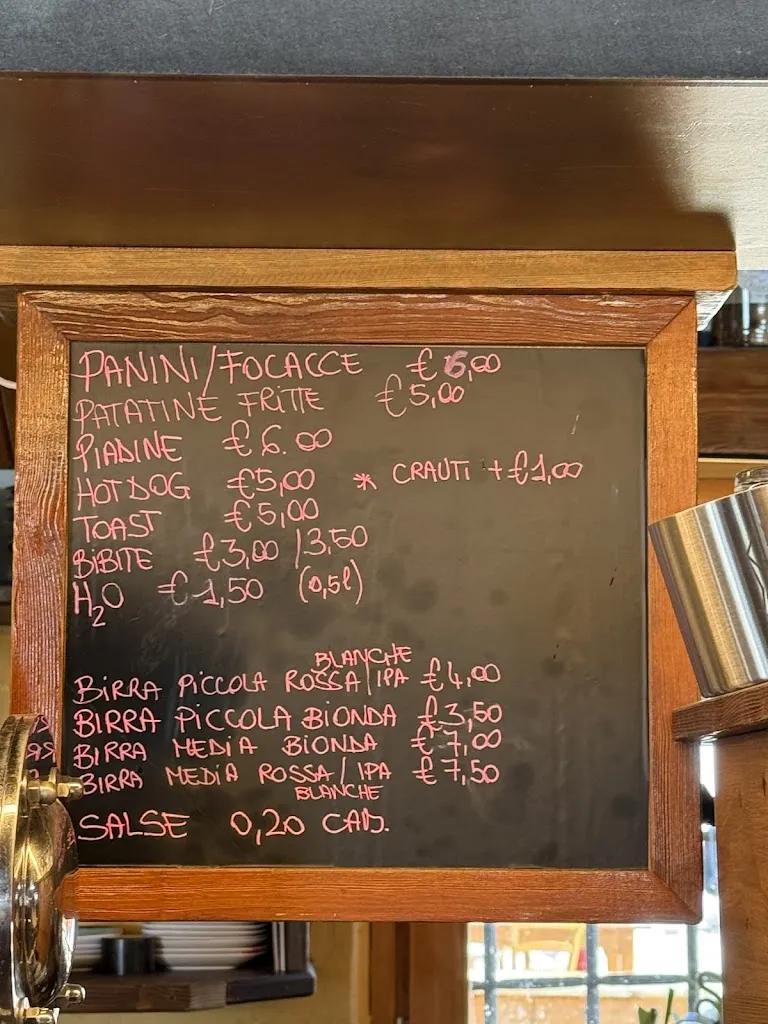 PANINI/FOCACCE €6,00
PATATINE FRITTE €5,00
PIADINE €6.00
HOT DOG €5,00 * CRAUTI +€1,00
TOAST €5,00
BIBITE €3,00 / 3,50
H₂O €1,50 (0,5l)
BLANCHE
BIRRA PICCOLA ROSSA/IPA €4,00
BIRRA PICCOLA BIONDA €3,50
BIRRA MEDIA BIONDA €7,00
BIRRA MEDIA ROSSA/IPA €7,50
BLANCHE
SALSE 0,20 CAD.